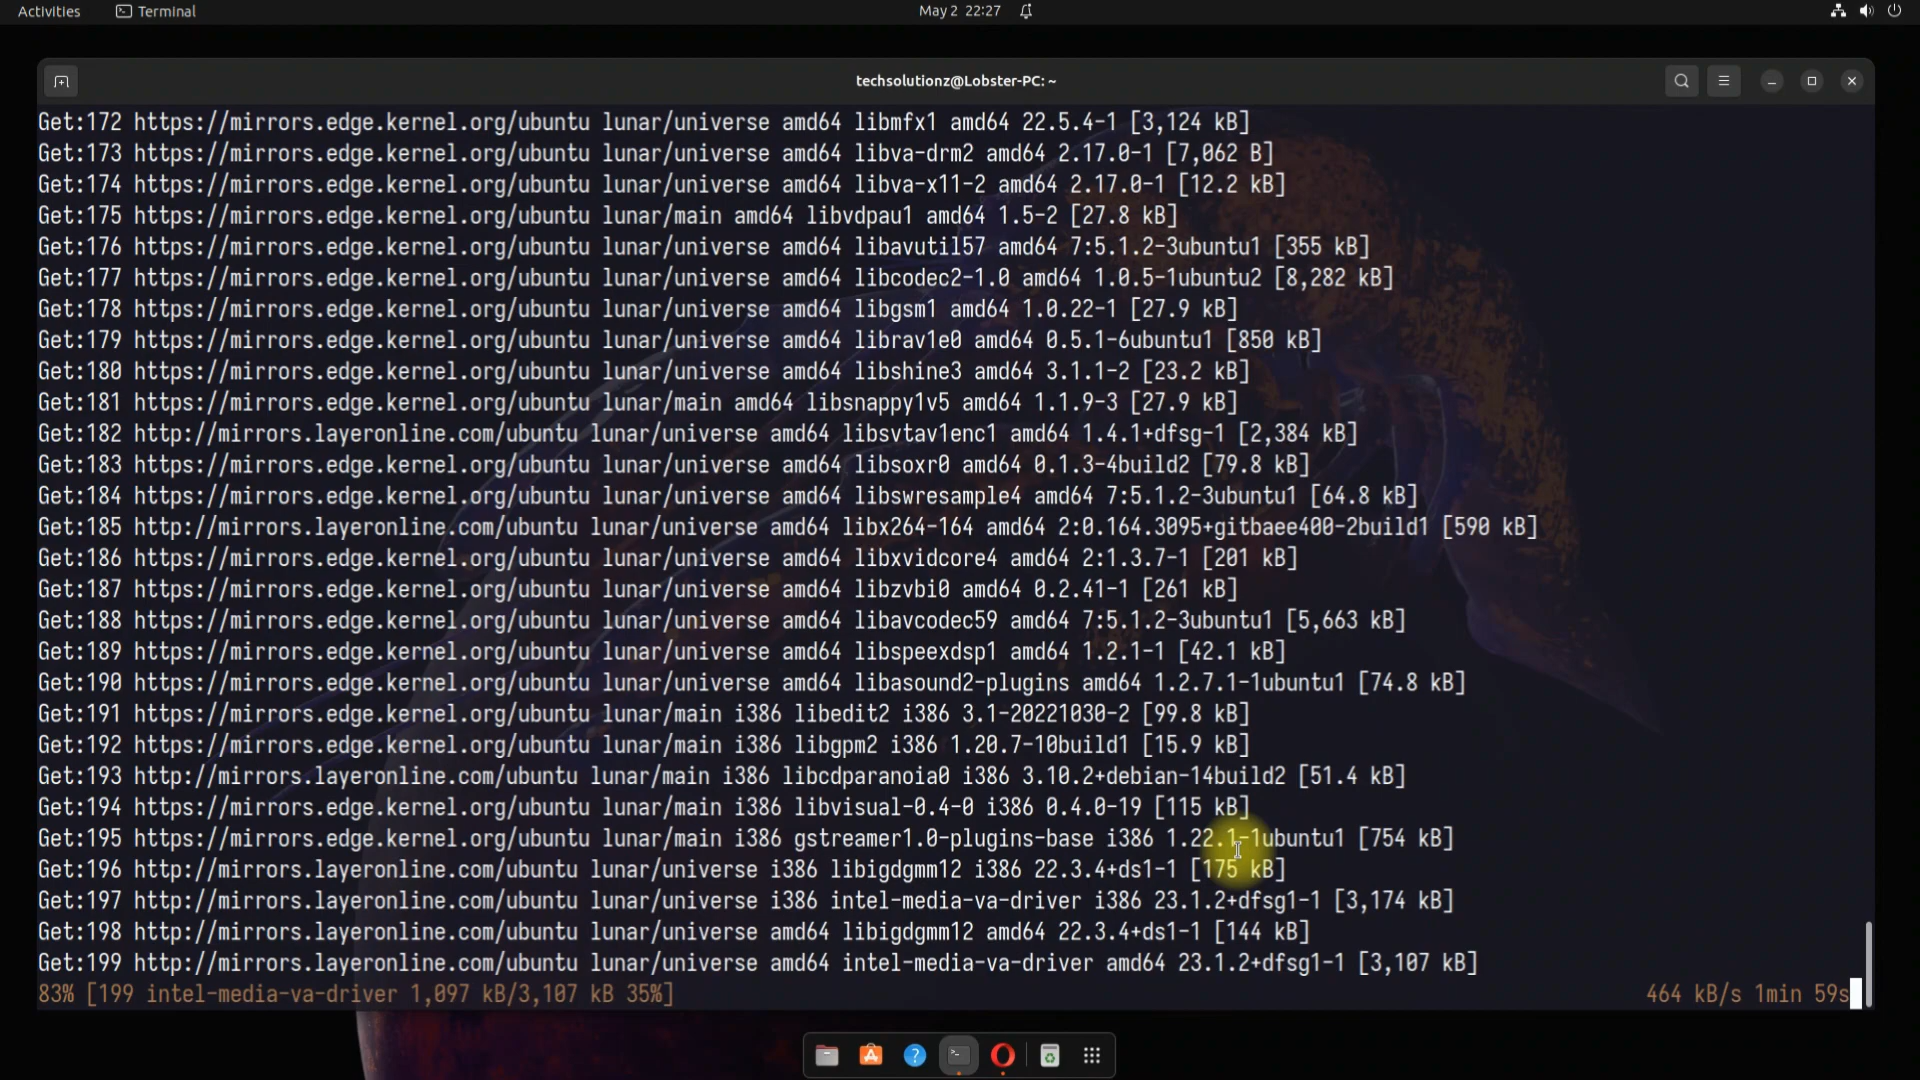 Activities
Terminal
May 2 22:27
techsolutionz@Lobster-PC: ~
Get:172 https://mirrors.edge.kernel.org/ubuntu lunar/universe amd64 libmfx1 amd64 22.5.4-1 [3,124 kB]
Get:173 https://mirrors.edge.kernel.org/ubuntu lunar/universe amd64 libva-drm2 amd64 2.17.0-1 [7,062 B]
Get:174 https://mirrors.edge.kernel.org/ubuntu lunar/universe amd64 libva-x11-2 amd64 2.17.0-1 [12.2 kB]
Get:175 https://mirrors.edge.kernel.org/ubuntu lunar/main amd64 libvdpau1 amd64 1.5-2 [27.8 kB]
Get:176 https://mirrors.edge.kernel.org/ubuntu lunar/universe amd64 libavutil57 amd64 7:5.1.2-3ubuntu1 [355 kB]
Get:177 https://mirrors.edge.kernel.org/ubuntu lunar/universe amd64 libcodec2-1.0 amd64 1.0.5-1ubuntu2 [8,282 kB]
Get:178 https://mirrors.edge.kernel.org/ubuntu lunar/universe amd64 libgsm1 amd64 1.0.22-1 [27.9 kB]
Get:179 https://mirrors.edge.kernel.org/ubuntu lunar/universe amd64 librav1e0 amd64 0.5.1-6ubuntu1 [850 kB]
Get:180 https://mirrors.edge.kernel.org/ubuntu lunar/universe amd64 libshine3 amd64 3.1.1-2 [23.2 kB]
Get:181 https://mirrors.edge.kernel.org/ubuntu lunar/main amd64 libsnappy1v5 amd64 1.1.9-3 [27.9 kB]
Get:182 http://mirrors.layeronline.com/ubuntu lunar/universe amd64 libsvtav1enc1 amd64 1.4.1+dfsg-1 [2,384 kB]
Get:183 https://mirrors.edge.kernel.org/ubuntu lunar/universe amd64 libsoxr0 amd64 0.1.3-4build2 [79.8 kB]
Get:184 https://mirrors.edge.kernel.org/ubuntu lunar/universe amd64 libswresample4 amd64 7:5.1.2-3ubuntu1 [64.8 kB]
Get:185 http://mirrors.layeronline.com/ubuntu lunar/universe amd64 libx264-164 amd64 2:0.164.3095+gitbaee400-2build1 [590 kB]
Get:186 https://mirrors.edge.kernel.org/ubuntu lunar/universe amd64 libxvidcore4 amd64 2:1.3.7-1 [201 kB]
Get:187 https://mirrors.edge.kernel.org/ubuntu lunar/universe amd64 libzvbi0 amd64 0.2.41-1 [261 kB]
Get:188 https://mirrors.edge.kernel.org/ubuntu lunar/universe amd64 libavcodec59 amd64 7:5.1.2-3ubuntu1 [5,663 kB]
Get:189 https://mirrors.edge.kernel.org/ubuntu lunar/universe amd64 libspeexdsp1 amd64 1.2.1-1 [42.1 kB]
Get:190 https://mirrors.edge.kernel.org/ubuntu lunar/universe amd64 libasound2-plugins amd64 1.2.7.1-1ubuntu1 [74.8 kB]
Get:191 https://mirrors.edge.kernel.org/ubuntu lunar/main i386 libedit2 i386 3.1-20221030-2 [99.8 kB]
Get:192 https://mirrors.edge.kernel.org/ubuntu lunar/main i386 libgpm2 i386 1.20.7-10build1 [15.9 kB]
Get:193 http://mirrors.layeronline.com/ubuntu lunar/main i386 libcdparanoia0 i386 3.10.2+debian-14build2 [51.4 kB]
Get:194 https://mirrors.edge.kernel.org/ubuntu lunar/main i386 libvisual-0.4-0 i386 0.4.0-19 [115 kB]
Get:195 https://mirrors.edge.kernel.org/ubuntu lunar/main i386 gstreamer1.0-plugins-base i386 1.22.1-1ubuntu1 [754 kB]
Get:196 http://mirrors.layeronline.com/ubuntu lunar/universe i386 libigdgmm12 i386 22.3.4+ds1-1 [175 kB]
Get:197 http://mirrors.layeronline.com/ubuntu lunar/universe i386 intel-media-va-driver i386 23.1.2+dfsg1-1 [3,174 kB]
Get:198 http://mirrors.layeronline.com/ubuntu lunar/universe amd64 libigdgmm12 amd64 22.3.4+ds1-1 [144 kB]
Get:199 http://mirrors.layeronline.com/ubuntu lunar/universe amd64 intel-media-va-driver amd64 23.1.2+dfsg1-1 [3,107 kB]
83% [199 intel-media-va-driver 1,097 kB/3,107 kB 35%] 464 kB/s 1min 59s